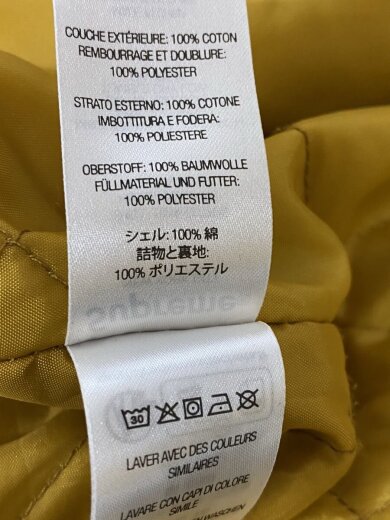 COUCHE EXTÉRIEURE: 100% COTON
REMBOURRAGE ET DOUBLURE:
100% POLYESTER
STRATO ESTERNO: 100% COTONE
IMBOTTITURA E FODERA:
100% POLIESTERE
OBERSTOFF: 100% BAUMWOLLE
FÜLLMATERIAL UND FUTTER:
100% POLYESTER
シェル: 100% 綿
詰物と裏地:
100% ポリエステル
supreme
30
LAVER AVEC DES COULEURS
SIMILAIRES
LAVARE CON CAPI DI COLORE
SIMILE
WASCHEN